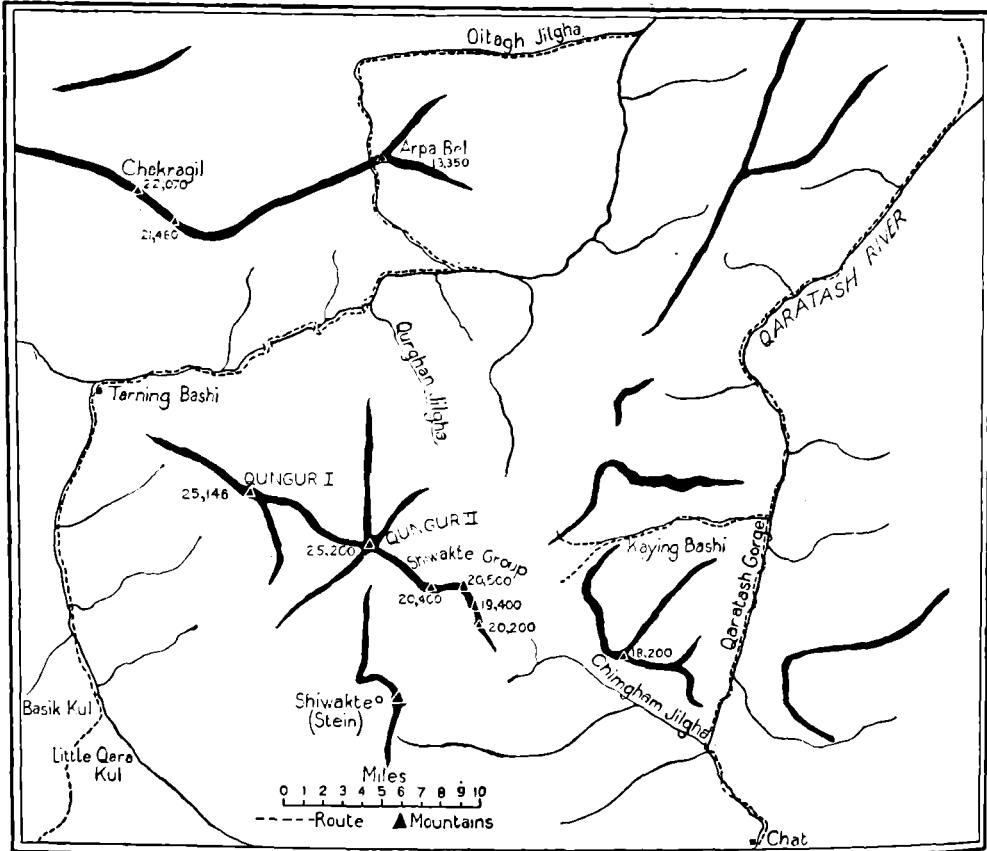 Oitagh Jilgha
Arpa Bel
13,350
Chakragil
22,070
21,460
QARATASH RIVER
Qurghan Jilgha
Tarning Bashi
QUNGUR I
25,146
QUNGUR II
25,200
Shiwakte Group
20,400
20,500
19,400
20,200
Kaying Bashi
Qaratash Gorge
18,200
Chimgham Jilgha
Shiwakte
(Stein)
Basik Kul
Little Qara
Kul
Miles
0 1 2 3 4 5 6 7 8 9 10
Route
Mountains
Chat